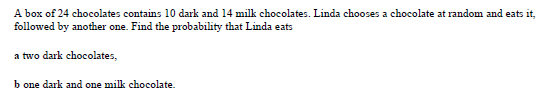 A box of 24 chocolates contains 10 dark and 14 milk chocolates. Linda chooses a chocolate at random and eats it,
followed by another one. Find the probability that Linda eats
a two dark chocolates,
b one dark and one milk chocolate.